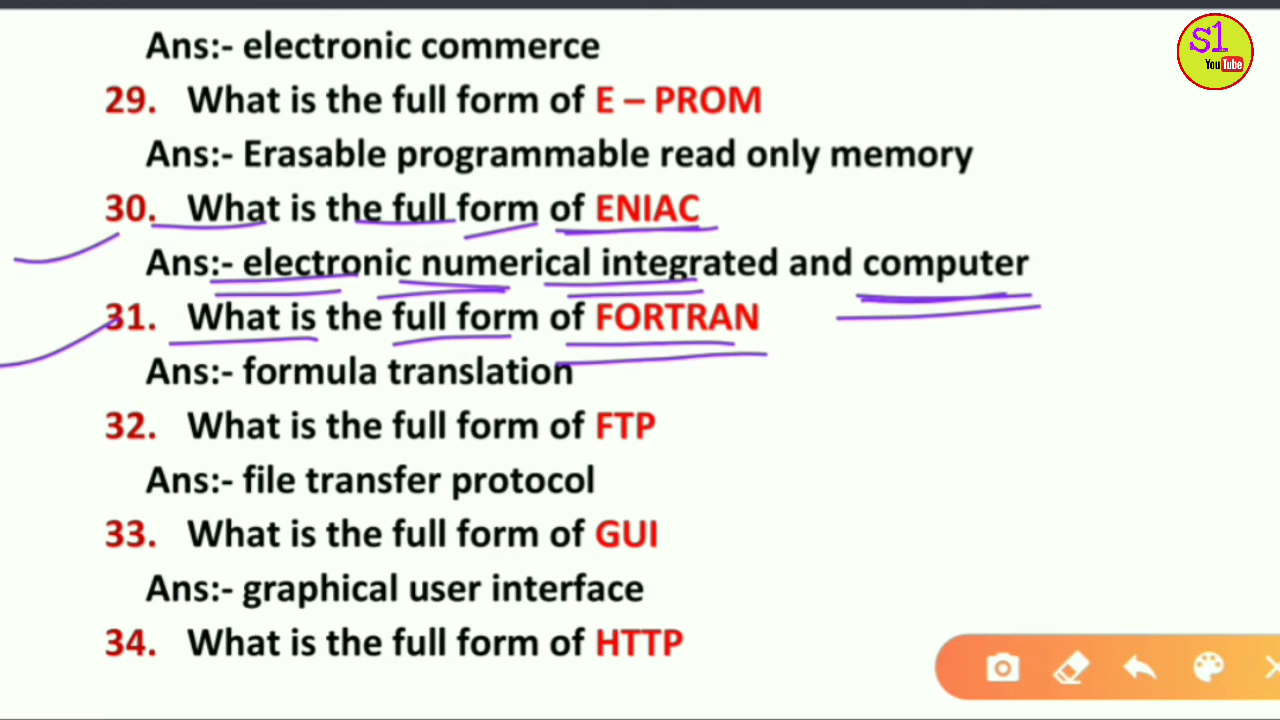 Ans:- electronic commerce
S1
YouTube
29. What is the full form of E – PROM
Ans:- Erasable programmable read only memory
30. What is the full form of ENIAC
Ans:- electronic numerical integrated and computer
31. What is the full form of FORTRAN
Ans:- formula translation
32. What is the full form of FTP
Ans:- file transfer protocol
33. What is the full form of GUI
Ans:- graphical user interface
34. What is the full form of HTTP